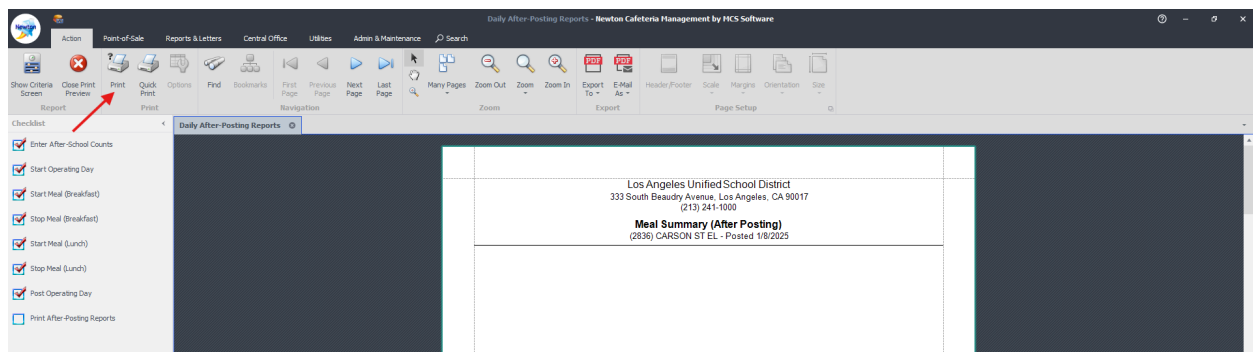 Daily After-Posting Reports - Newton Cafeteria Management by MCS Software
Newton
Action Point-of-Sale Reports & Letters Central Office Utilities Admin & Maintenance Search
Show Criteria Screen
Close Print Preview
Print
Quick Print
Options
Find
Bookmarks
First Page
Previous Page
Next Page
Last Page
Many Pages
Zoom Out
Zoom
Zoom In
PDF
Export To
PDF
E-Mail As
Header/Footer
Scale
Margins
Orientation
Size
Report Print Navigation Zoom Export Page Setup
Checklist
Daily After-Posting Reports
Enter After-School Counts
Start Operating Day
Start Meal (Breakfast)
Stop Meal (Breakfast)
Start Meal (Lunch)
Stop Meal (Lunch)
Post Operating Day
Print After-Posting Reports
Los Angeles Unified School District
333 South Beaudry Avenue, Los Angeles, CA 90017
(213) 241-1000
Meal Summary (After Posting)
(2836) CARSON ST EL - Posted 1/8/2025